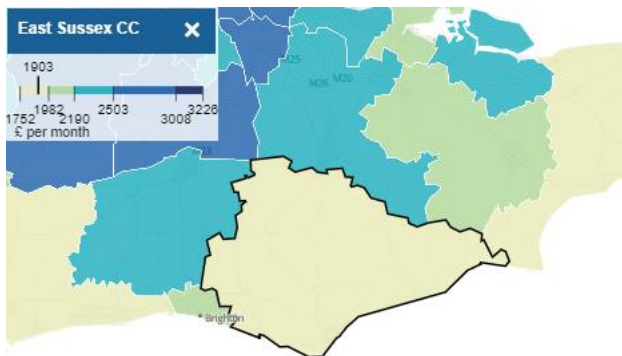 East Sussex CC ×
1903
1982 2503 3226
1752 2190 3008
£ per month
M25
M26 M20
Brighton